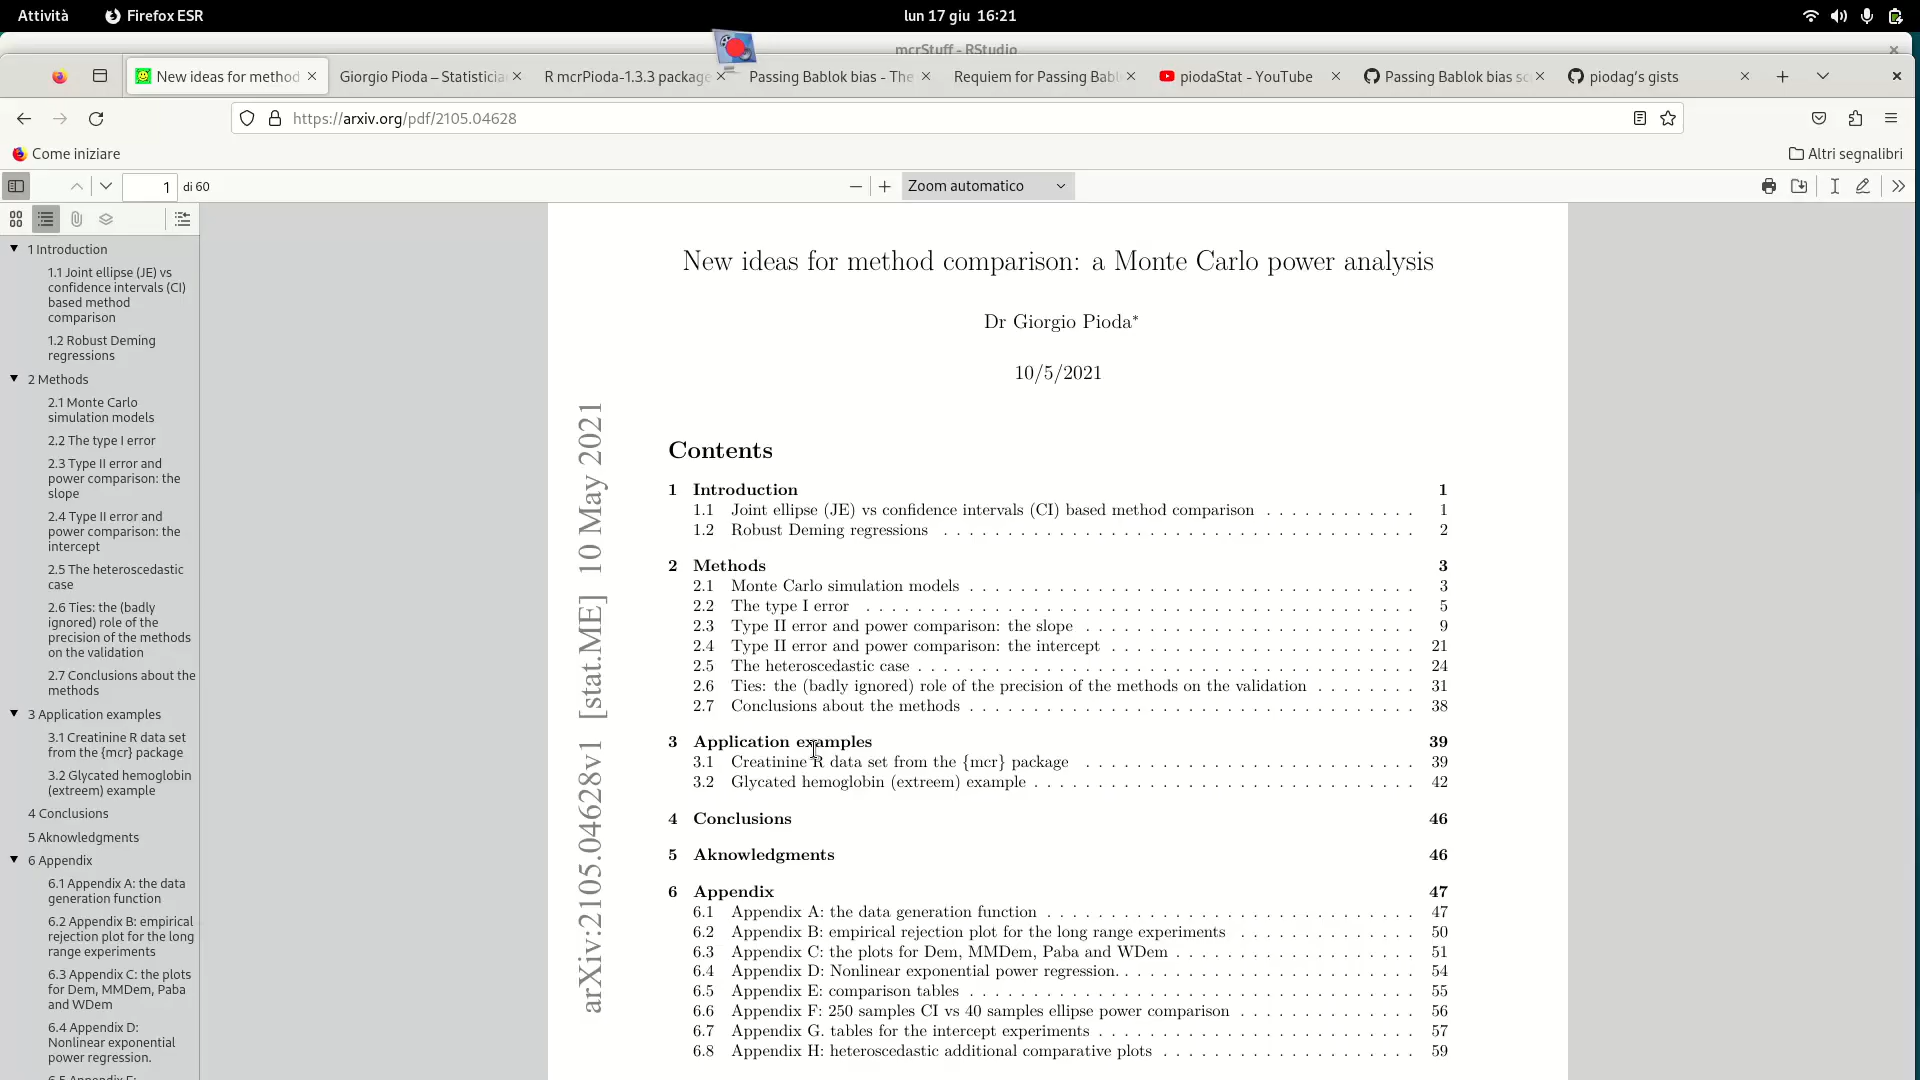 Attività Firefox ESR lun 17 giu 16:21
mcrStuff - RStudio
New ideas for method Giorgio Pioda – Statisticia R mcrPioda-1.3.3 package Passing Bablok bias - The Requiem for Passing Babl piodaStat - YouTube Passing Bablok bias sc piodag's gists
https://arxiv.org/pdf/2105.04628
Come iniziare Altri segnalibri
1 di 60 Zoom automatico
1 Introduction
1.1 Joint ellipse (JE) vs
confidence intervals (CI)
based method
comparison
1.2 Robust Deming
regressions
2 Methods
2.1 Monte Carlo
simulation models
2.2 The type I error
2.3 Type II error and
power comparison: the
slope
2.4 Type II error and
power comparison: the
intercept
2.5 The heteroscedastic
case
2.6 Ties: the (badly
ignored) role of the
precision of the methods
on the validation
2.7 Conclusions about the
methods
3 Application examples
3.1 Creatinine R data set
from the {mcr} package
3.2 Glycated hemoglobin
(extreem) example
4 Conclusions
5 Aknowledgments
6 Appendix
6.1 Appendix A: the data
generation function
6.2 Appendix B: empirical
rejection plot for the long
range experiments
6.3 Appendix C: the plots
for Dem, MMDem, Paba
and WDem
6.4 Appendix D:
Nonlinear exponential
power regression.
6.5 Appendix E:
arXiv:2105.04628v1 [stat.ME] 10 May 2021
New ideas for method comparison: a Monte Carlo power analysis
Dr Giorgio Pioda*
10/5/2021
Contents
1 Introduction 1
1.1 Joint ellipse (JE) vs confidence intervals (CI) based method comparison . . . . . . . . . . . 1
1.2 Robust Deming regressions . . . . . . . . . . . . . . . . . . . . . . . . . . . . . . . . . . . 2
2 Methods 3
2.1 Monte Carlo simulation models . . . . . . . . . . . . . . . . . . . . . . . . . . . . . . . . . 3
2.2 The type I error . . . . . . . . . . . . . . . . . . . . . . . . . . . . . . . . . . . . . . . . . 5
2.3 Type II error and power comparison: the slope . . . . . . . . . . . . . . . . . . . . . . . . . 9
2.4 Type II error and power comparison: the intercept . . . . . . . . . . . . . . . . . . . . . . . 21
2.5 The heteroscedastic case . . . . . . . . . . . . . . . . . . . . . . . . . . . . . . . . . . . . . 24
2.6 Ties: the (badly ignored) role of the precision of the methods on the validation . . . . . . . 31
2.7 Conclusions about the methods . . . . . . . . . . . . . . . . . . . . . . . . . . . . . . . . . 38
3 Application examples 39
3.1 Creatinine R data set from the {mcr} package . . . . . . . . . . . . . . . . . . . . . . . . . 39
3.2 Glycated hemoglobin (extreem) example . . . . . . . . . . . . . . . . . . . . . . . . . . . . . 42
4 Conclusions 46
5 Aknowledgments 46
6 Appendix 47
6.1 Appendix A: the data generation function . . . . . . . . . . . . . . . . . . . . . . . . . . . . 47
6.2 Appendix B: empirical rejection plot for the long range experiments . . . . . . . . . . . . . 50
6.3 Appendix C: the plots for Dem, MMDem, Paba and WDem . . . . . . . . . . . . . . . . . . 51
6.4 Appendix D: Nonlinear exponential power regression. . . . . . . . . . . . . . . . . . . . . . . 54
6.5 Appendix E: comparison tables . . . . . . . . . . . . . . . . . . . . . . . . . . . . . . . . . 55
6.6 Appendix F: 250 samples CI vs 40 samples ellipse power comparison . . . . . . . . . . . . . 56
6.7 Appendix G. tables for the intercept experiments . . . . . . . . . . . . . . . . . . . . . . . . 57
6.8 Appendix H: heteroscedastic additional comparative plots . . . . . . . . . . . . . . . . . . . 59